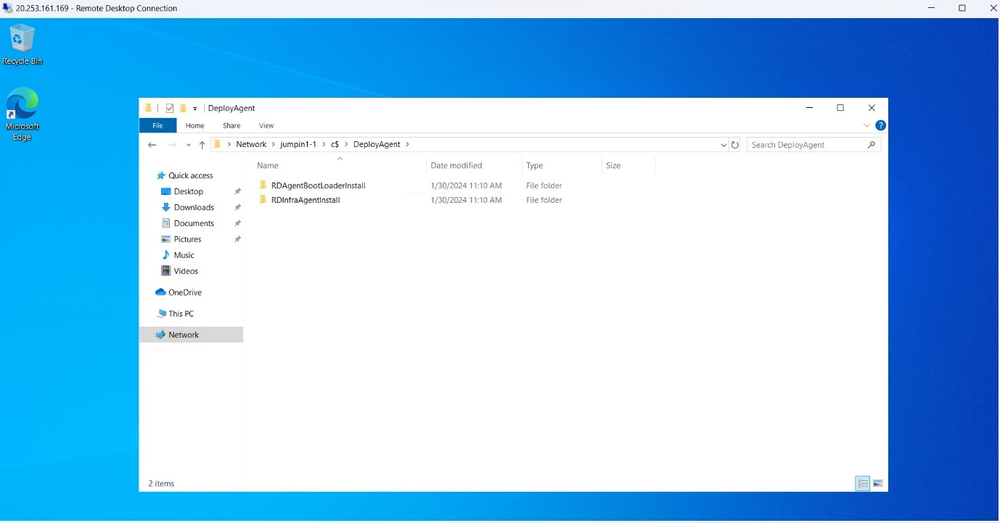 20.253.161.169 - Remote Desktop Connection
Recycle Bin
Microsoft
Edge
DeployAgent
File Home Share View
Network jumpin1-1 c$ DeployAgent
Search DeployAgent
Name Date modified Type Size
RDAgentBootLoaderInstall 1/30/2024 11:10 AM File folder
RDInfraAgentInstall 1/30/2024 11:10 AM File folder
Quick access
Desktop
Downloads
Documents
Pictures
Music
Videos
OneDrive
This PC
Network
2 items